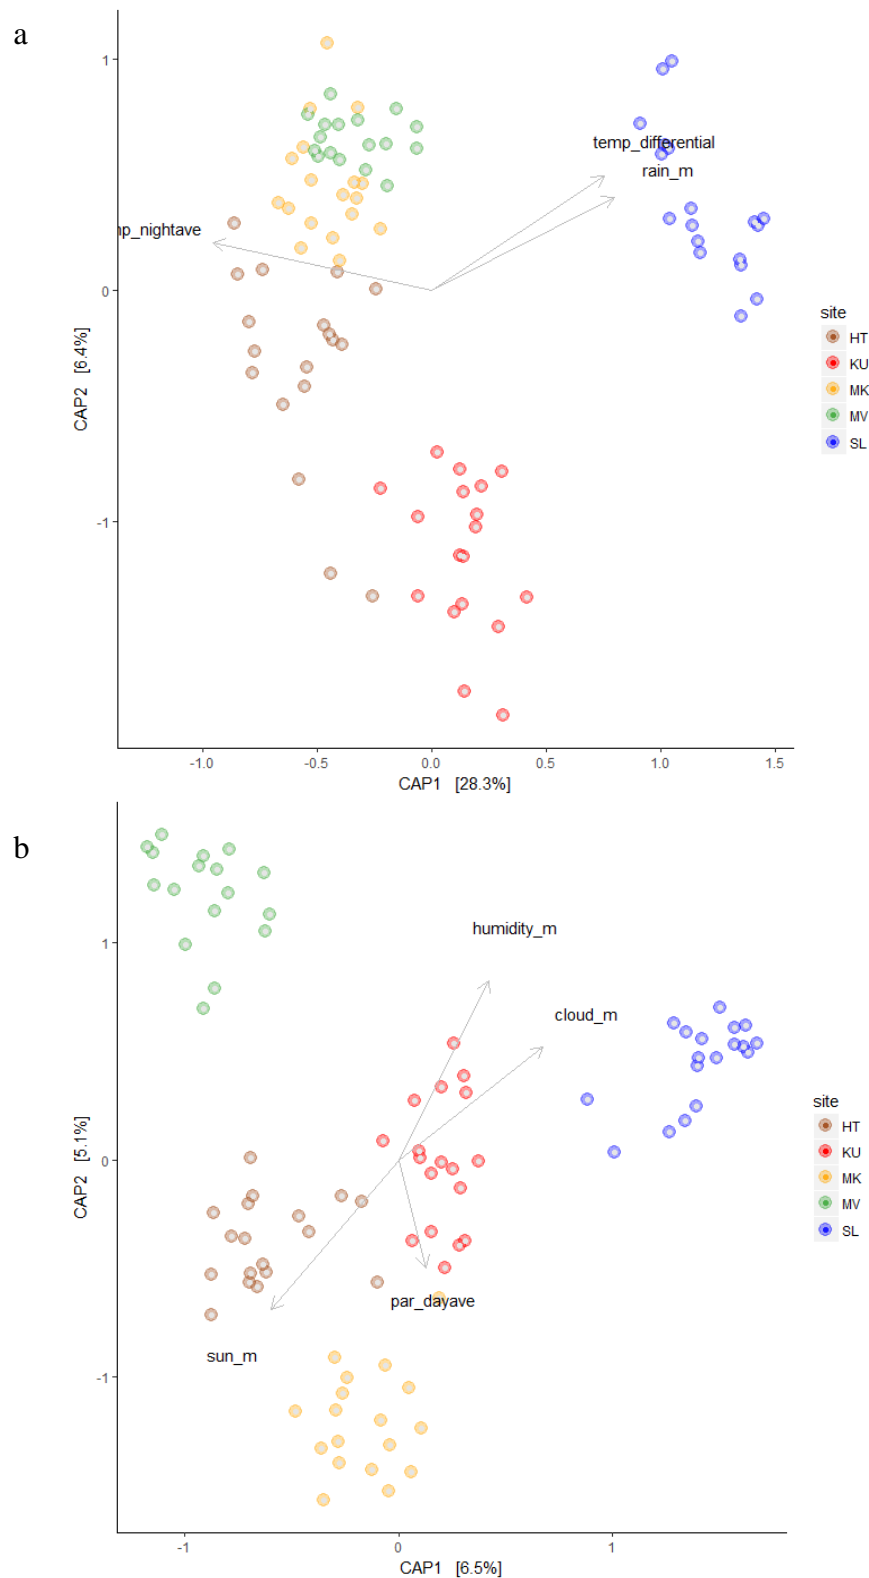 a
1
temp_differential
rain_m
np_nightave
0
CAP2 [6.4%]
-1
site
HT
KU
MK
MV
SL
-1.0
-0.5
0.0
0.5
1.0
1.5
CAP1 [28.3%]
b
humidity_m
1
cloud_m
CAP2 [5.1%]
0
site
HT
KU
MK
MV
SL
par_dayave
sun_m
-1
-1
0
1
CAP1 [6.5%]